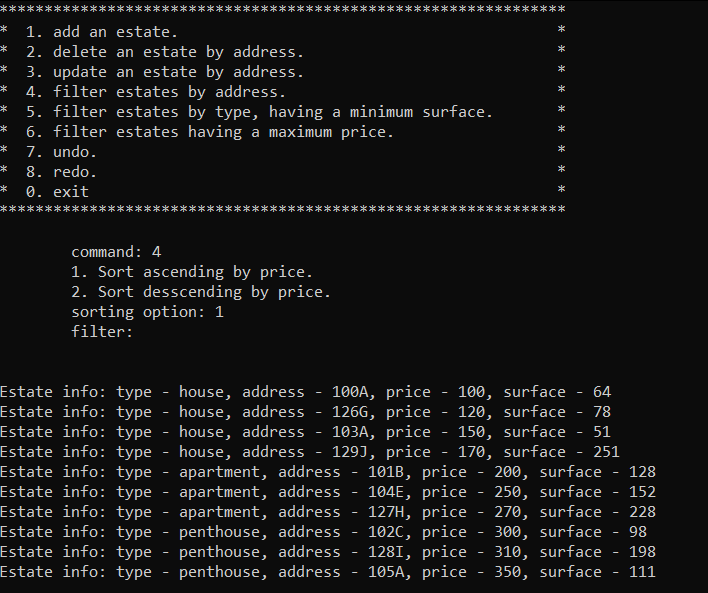 ***************************************************************
*  1. add an estate.                                          *
*  2. delete an estate by address.                            *
*  3. update an estate by address.                            *
*  4. filter estates by address.                              *
*  5. filter estates by type, having a minimum surface.       *
*  6. filter estates having a maximum price.                  *
*  7. undo.                                                   *
*  8. redo.                                                   *
*  0. exit                                                    *
***************************************************************
command: 4
1. Sort ascending by price.
2. Sort desscending by price.
sorting option: 1
filter:
Estate info: type - house, address - 100A, price - 100, surface - 64
Estate info: type - house, address - 126G, price - 120, surface - 78
Estate info: type - house, address - 103A, price - 150, surface - 51
Estate info: type - house, address - 129J, price - 170, surface - 251
Estate info: type - apartment, address - 101B, price - 200, surface - 128
Estate info: type - apartment, address - 104E, price - 250, surface - 152
Estate info: type - apartment, address - 127H, price - 270, surface - 228
Estate info: type - penthouse, address - 102C, price - 300, surface - 98
Estate info: type - penthouse, address - 128I, price - 310, surface - 198
Estate info: type - penthouse, address - 105A, price - 350, surface - 111